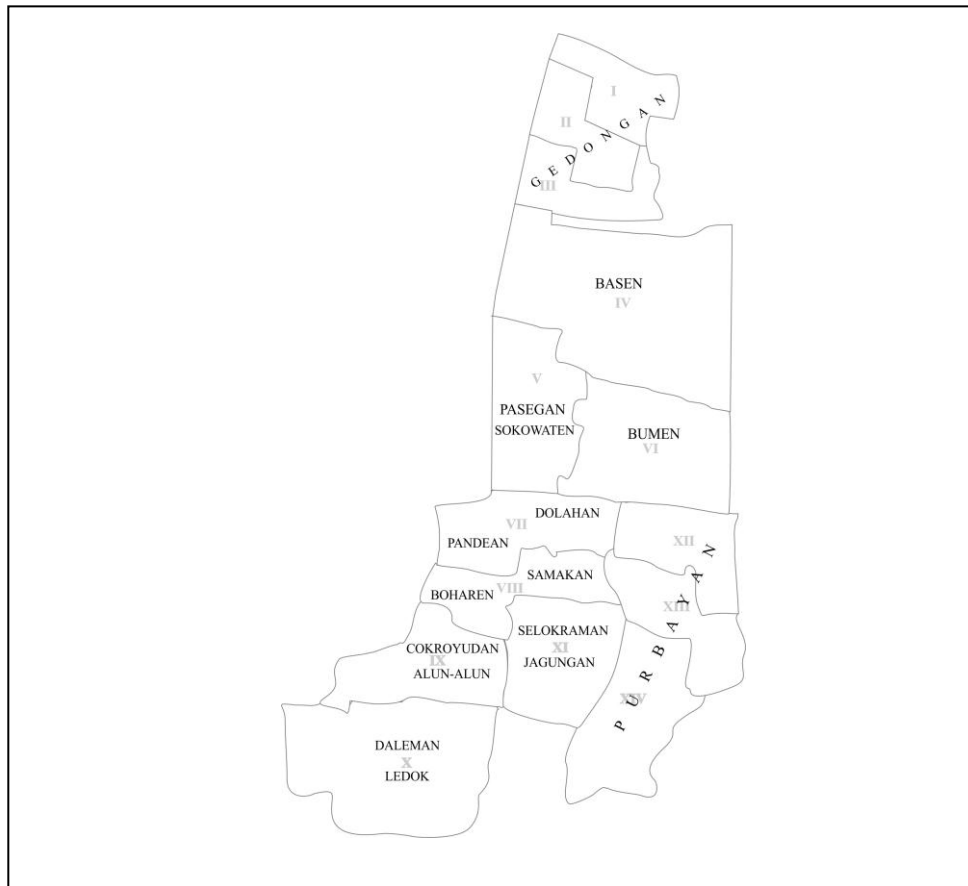 I
II
GEDONGAN
III
BASEN
IV
V
PASEGAN
SOKOWATEN
BUMEN
VI
DOLAHAN
VII
PANDEAN
XII
SAMAKAN
VIII
BOHAREN
XIII
SELOKRAMAN
XI
JAGUNGAN
COKROYUDAN
IX
ALUN-ALUN
PURBAYAN
XIV
DALEMAN
X
LEDOK